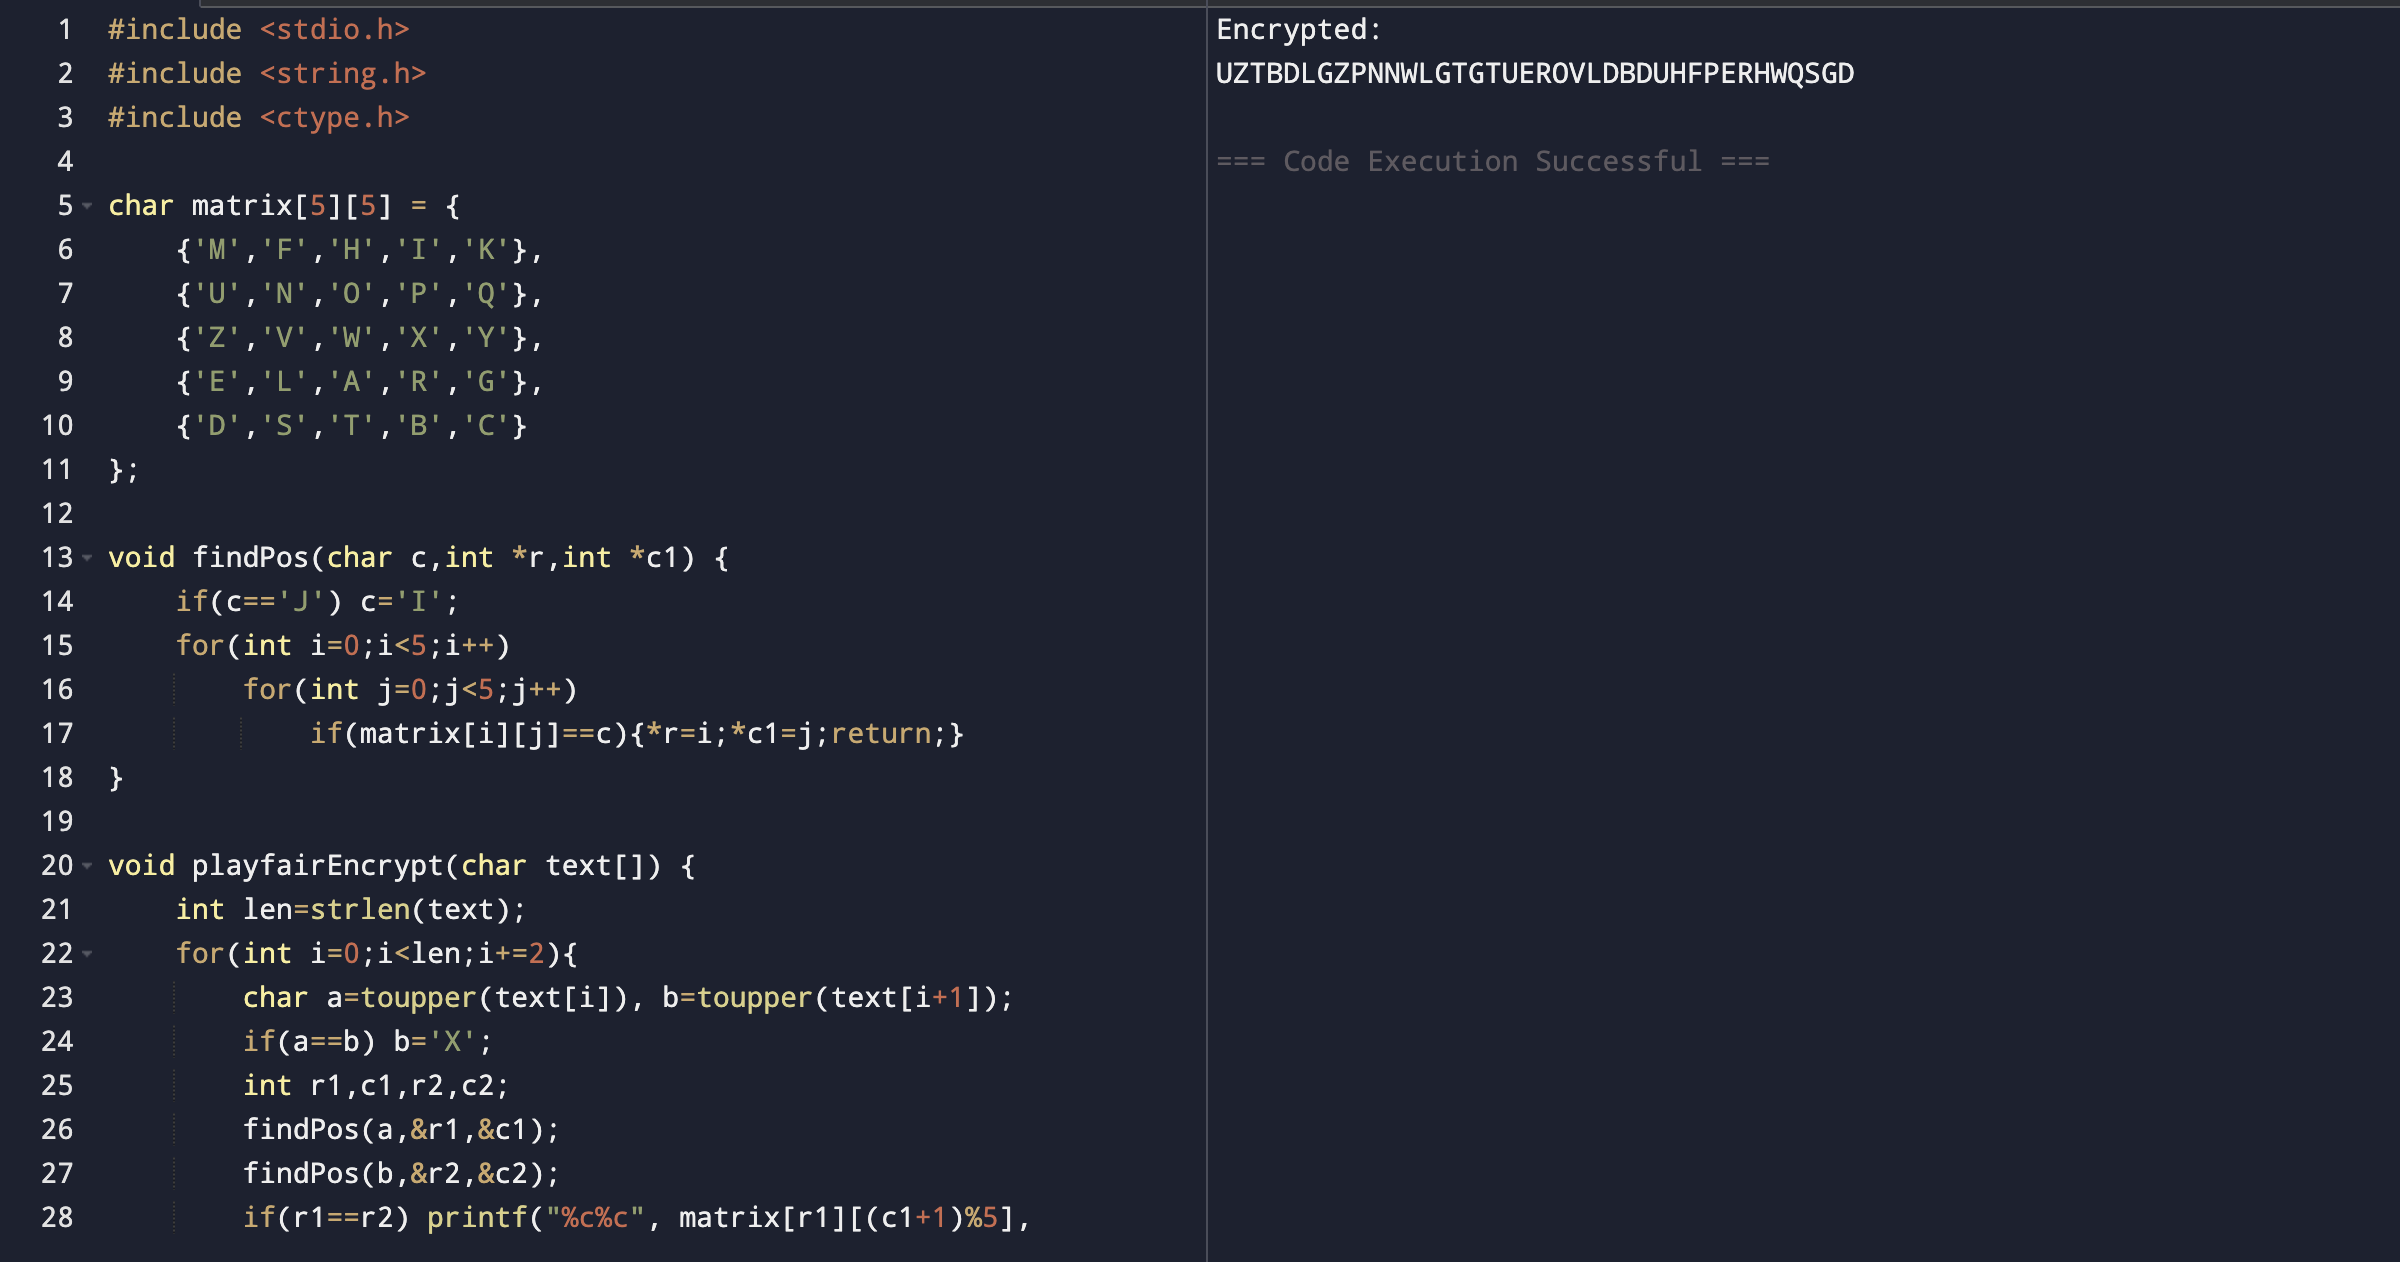 1 #include <stdio.h>
2 #include <string.h>
3 #include <ctype.h>
4
5 char matrix[5][5] = {
6     {'M','F','H','I','K'},
7     {'U','N','O','P','Q'},
8     {'Z','V','W','X','Y'},
9     {'E','L','A','R','G'},
10     {'D','S','T','B','C'}
11 };
12
13 void findPos(char c,int *r,int *c1) {
14     if(c=='J') c='I';
15     for(int i=0;i<5;i++)
16         for(int j=0;j<5;j++)
17             if(matrix[i][j]==c){*r=i;*c1=j;return;}
18 }
19
20 void playfairEncrypt(char text[]) {
21     int len=strlen(text);
22     for(int i=0;i<len;i+=2){
23         char a=toupper(text[i]), b=toupper(text[i+1]);
24         if(a==b) b='X';
25         int r1,c1,r2,c2;
26         findPos(a,&r1,&c1);
27         findPos(b,&r2,&c2);
28         if(r1==r2) printf("%c%c", matrix[r1][(c1+1)%5],
Encrypted:
UZTBDLGZPNNWLGTGTUEROVLDBDUHFPERHWQSGD
=== Code Execution Successful ===